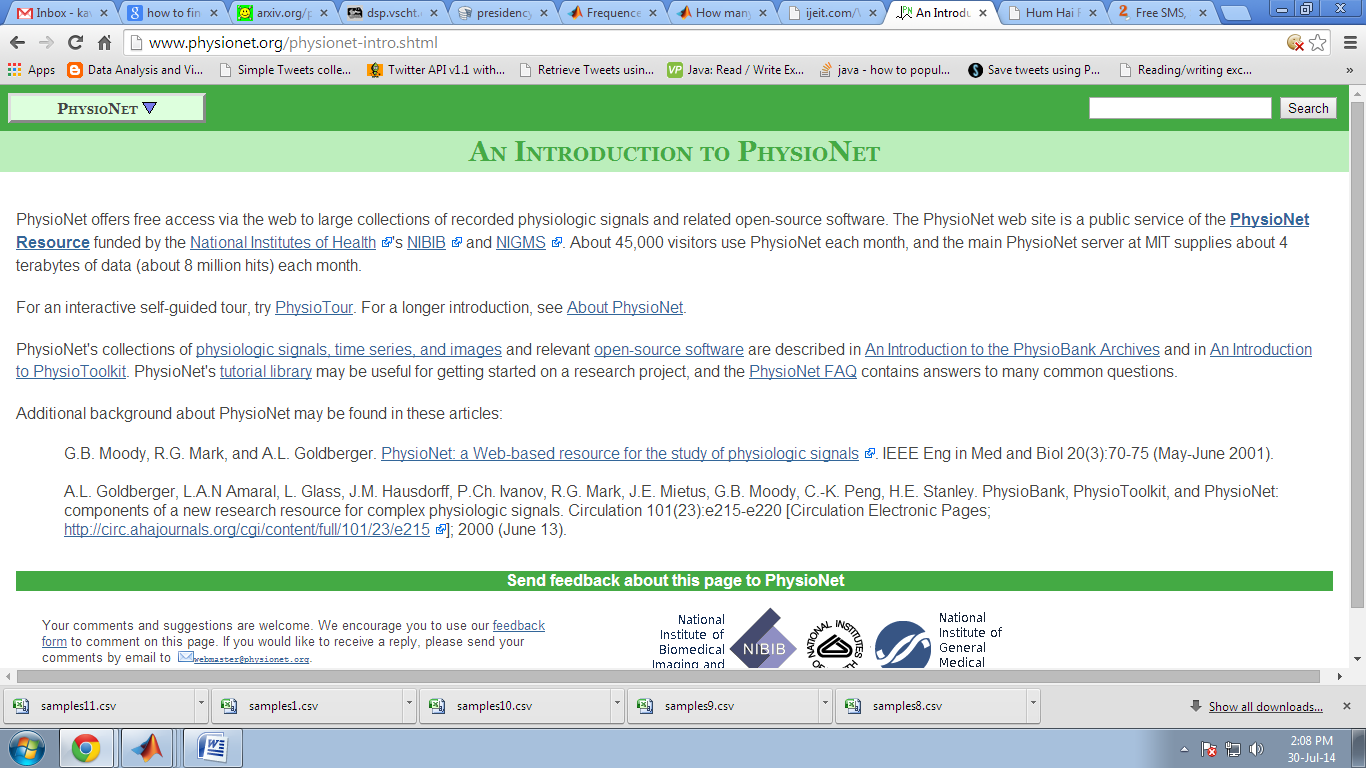 Inbox - ka
how to fin
arxiv.org/p
dsp.vscht.
presidency
Frequence
How many
ijeit.com/V
An Introdu
Hum Hai
Free SMS,
www.physionet.org/physionet-intro.shtml
Apps
Data Analysis and Vi...
Simple Tweets colle...
Twitter API v1.1 with...
Retrieve Tweets usin...
Java: Read / Write Ex...
java - how to popul...
Save tweets using P...
Reading/writing exc...
»
PhysioNet
Search
An Introduction to PhysioNet
PhysioNet offers free access via the web to large collections of recorded physiologic signals and related open-source software. The PhysioNet web site is a public service of the PhysioNet
Resource funded by the National Institutes of Health's NIBIB and NIGMS. About 45,000 visitors use PhysioNet each month, and the main PhysioNet server at MIT supplies about 4
terabytes of data (about 8 million hits) each month.
For an interactive self-guided tour, try PhysioTour. For a longer introduction, see About PhysioNet.
PhysioNet's collections of physiologic signals, time series, and images and relevant open-source software are described in An Introduction to the PhysioBank Archives and in An Introduction
to PhysioToolkit. PhysioNet's tutorial library may be useful for getting started on a research project, and the PhysioNet FAQ contains answers to many common questions.
Additional background about PhysioNet may be found in these articles:
G.B. Moody, R.G. Mark, and A.L. Goldberger. PhysioNet: a Web-based resource for the study of physiologic signals. IEEE Eng in Med and Biol 20(3):70-75 (May-June 2001).
A.L. Goldberger, L.A.N Amaral, L. Glass, J.M. Hausdorff, P.Ch. Ivanov, R.G. Mark, J.E. Mietus, G.B. Moody, C.-K. Peng, H.E. Stanley. PhysioBank, PhysioToolkit, and PhysioNet:
components of a new research resource for complex physiologic signals. Circulation 101(23):e215-e220 [Circulation Electronic Pages;
http://circ.ahajournals.org/cgi/content/full/101/23/e215]; 2000 (June 13).
Send feedback about this page to PhysioNet
Your comments and suggestions are welcome. We encourage you to use our feedback
form to comment on this page. If you would like to receive a reply, please send your
comments by email to webmaster@physionet.org.
National
Institute of
Biomedical
Imaging and
NIBIB
NATIONAL INSTITUTES
National
Institute of
General
Medical
samples11.csv
samples1.csv
samples10.csv
samples9.csv
samples8.csv
Show all downloads...
2:08 PM
30-Jul-14